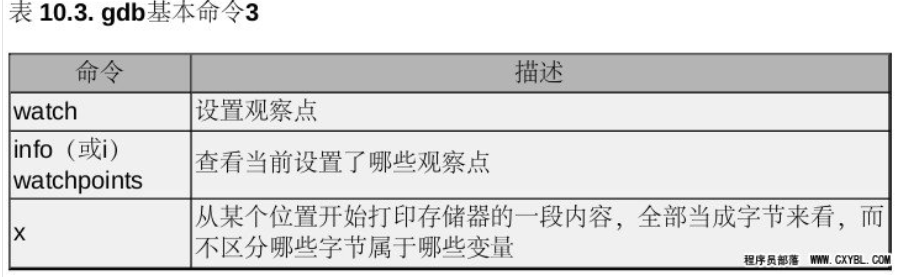 表 10.3. gdb基本命令3
命令 描述
watch 设置观察点
info（或i）
watchpoints
查看当前设置了哪些观察点
x
从某个位置开始打印存储器的一段内容，全部当成字节来看，而
不区分哪些字节属于哪些变量
程序员部落 WWW.GXYBL.COM